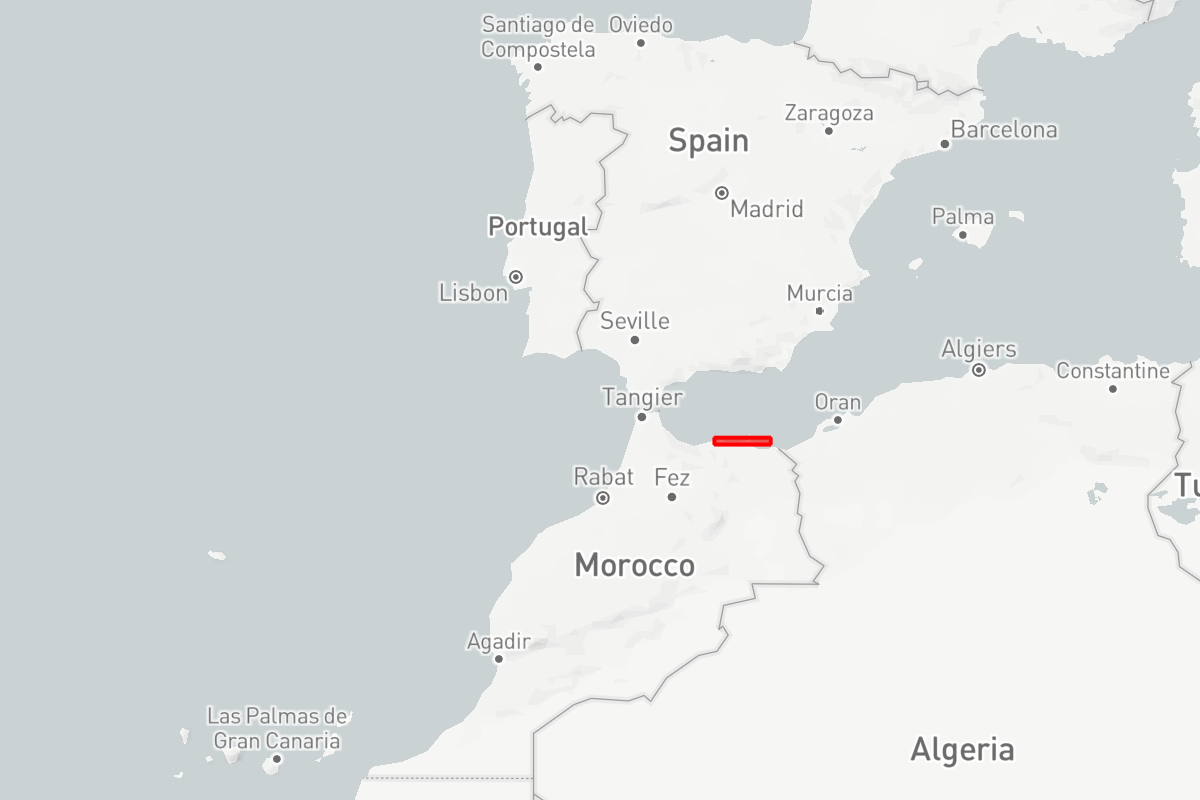 Santiago de
Compostela
Oviedo
Zaragoza
Barcelona
Spain
Madrid
Palma
Portugal
Lisbon
Murcia
Seville
Algiers
Constantine
Tangier
Oran
Rabat
Fez
Tu
Morocco
Agadir
Las Palmas de
Gran Canaria
Algeria